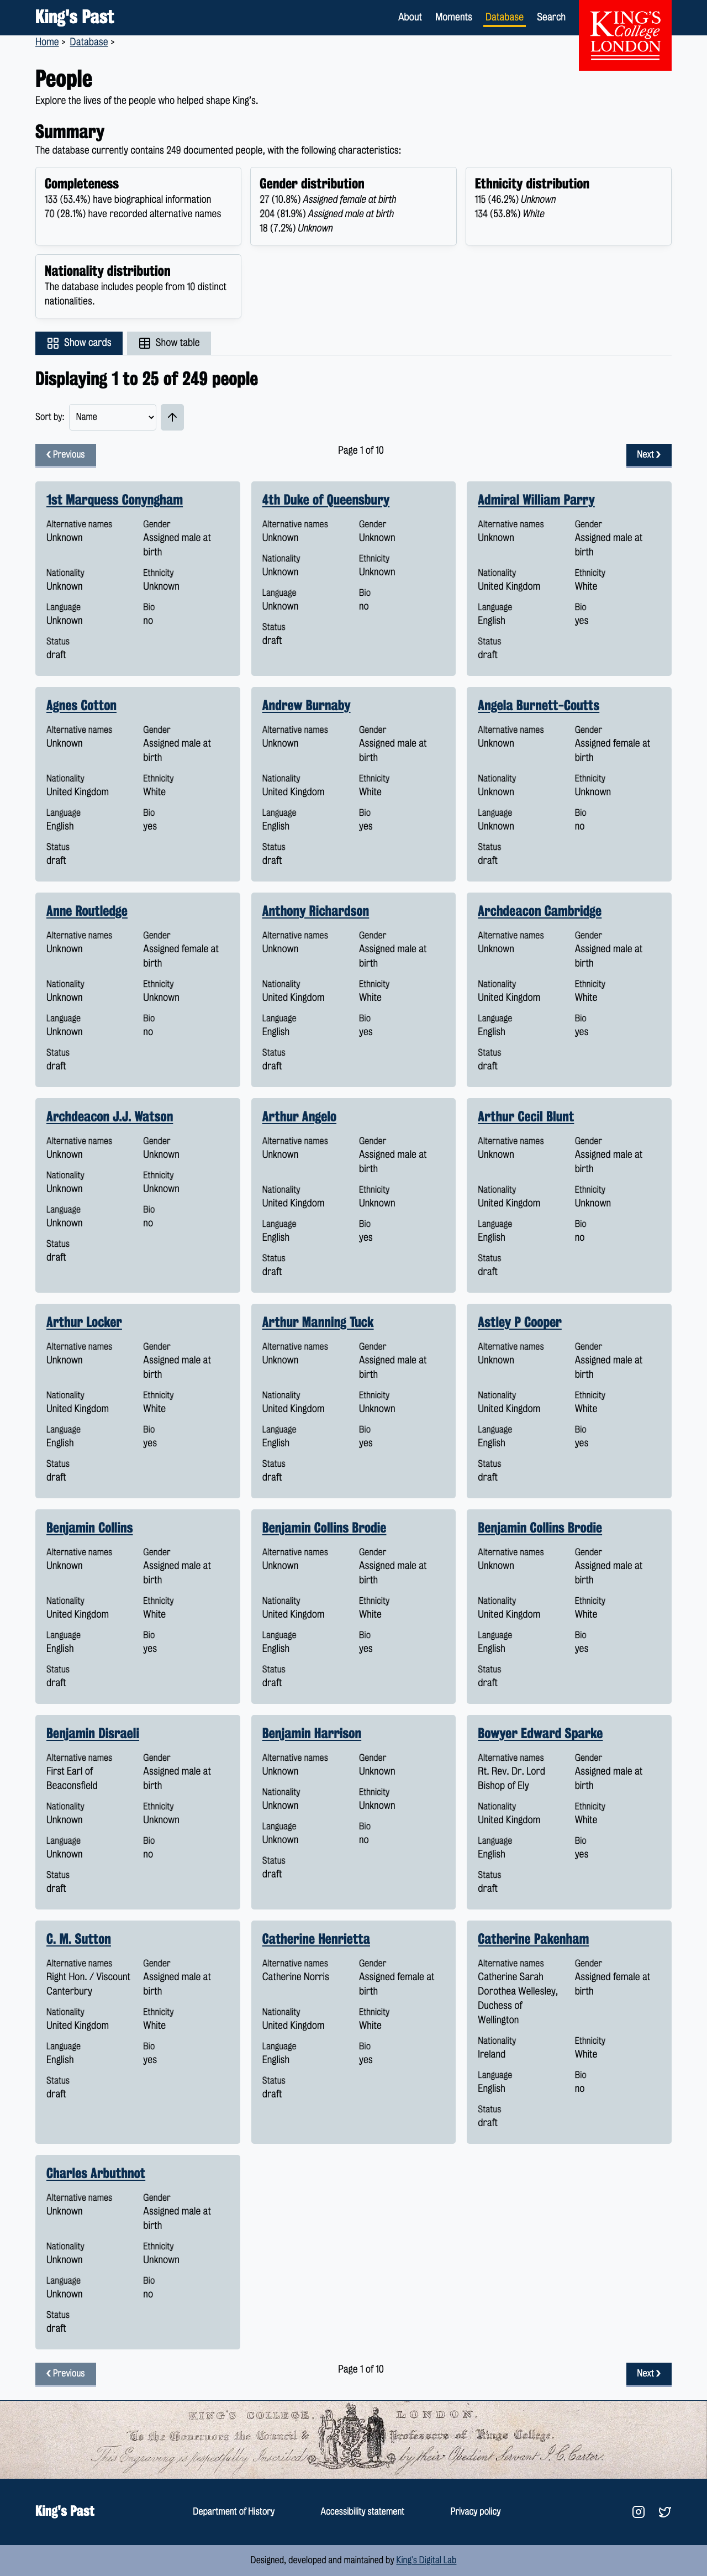 King's Past
About Moments Database Search
KING'S
College
LONDON
Home > Database >
People
Explore the lives of the people who helped shape King's.
Summary
The database currently contains 249 documented people, with the following characteristics:
Completeness
133 (53.4%) have biographical information
70 (28.1%) have recorded alternative names
Gender distribution
27 (10.8%) Assigned female at birth
204 (81.9%) Assigned male at birth
18 (7.2%) Unknown
Ethnicity distribution
115 (46.2%) Unknown
134 (53.8%) White
Nationality distribution
The database includes people from 10 distinct
nationalities.
Show cards Show table
Displaying 1 to 25 of 249 people
Sort by: Name
❮ Previous Page 1 of 10 Next ❯
1st Marquess Conyngham
Alternative names Gender
Unknown Assigned male at
birth
Nationality Ethnicity
Unknown Unknown
Language Bio
Unknown no
Status
draft
4th Duke of Queensbury
Alternative names Gender
Unknown Unknown
Nationality Ethnicity
Unknown Unknown
Language Bio
Unknown no
Status
draft
Admiral William Parry
Alternative names Gender
Unknown Assigned male at
birth
Nationality Ethnicity
United Kingdom White
Language Bio
English yes
Status
draft
Agnes Cotton
Alternative names Gender
Unknown Assigned male at
birth
Nationality Ethnicity
United Kingdom White
Language Bio
English yes
Status
draft
Andrew Burnaby
Alternative names Gender
Unknown Assigned male at
birth
Nationality Ethnicity
United Kingdom White
Language Bio
English yes
Status
draft
Angela Burnett-Coutts
Alternative names Gender
Unknown Assigned female at
birth
Nationality Ethnicity
Unknown Unknown
Language Bio
Unknown no
Status
draft
Anne Routledge
Alternative names Gender
Unknown Assigned female at
birth
Nationality Ethnicity
Unknown Unknown
Language Bio
Unknown no
Status
draft
Anthony Richardson
Alternative names Gender
Unknown Assigned male at
birth
Nationality Ethnicity
United Kingdom White
Language Bio
English yes
Status
draft
Archdeacon Cambridge
Alternative names Gender
Unknown Assigned male at
birth
Nationality Ethnicity
United Kingdom White
Language Bio
English yes
Status
draft
Archdeacon J.J. Watson
Alternative names Gender
Unknown Unknown
Nationality Ethnicity
Unknown Unknown
Language Bio
Unknown no
Status
draft
Arthur Angelo
Alternative names Gender
Unknown Assigned male at
birth
Nationality Ethnicity
United Kingdom Unknown
Language Bio
English yes
Status
draft
Arthur Cecil Blunt
Alternative names Gender
Unknown Assigned male at
birth
Nationality Ethnicity
United Kingdom Unknown
Language Bio
English no
Status
draft
Arthur Locker
Alternative names Gender
Unknown Assigned male at
birth
Nationality Ethnicity
United Kingdom White
Language Bio
English yes
Status
draft
Arthur Manning Tuck
Alternative names Gender
Unknown Assigned male at
birth
Nationality Ethnicity
United Kingdom Unknown
Language Bio
English yes
Status
draft
Astley P Cooper
Alternative names Gender
Unknown Assigned male at
birth
Nationality Ethnicity
United Kingdom White
Language Bio
English yes
Status
draft
Benjamin Collins
Alternative names Gender
Unknown Assigned male at
birth
Nationality Ethnicity
United Kingdom White
Language Bio
English yes
Status
draft
Benjamin Collins Brodie
Alternative names Gender
Unknown Assigned male at
birth
Nationality Ethnicity
United Kingdom White
Language Bio
English yes
Status
draft
Benjamin Collins Brodie
Alternative names Gender
Unknown Assigned male at
birth
Nationality Ethnicity
United Kingdom White
Language Bio
English yes
Status
draft
Benjamin Disraeli
Alternative names Gender
First Earl of Assigned male at
Beaconsfield birth
Nationality Ethnicity
Unknown Unknown
Language Bio
Unknown no
Status
draft
Benjamin Harrison
Alternative names Gender
Unknown Unknown
Nationality Ethnicity
Unknown Unknown
Language Bio
Unknown no
Status
draft
Bowyer Edward Sparke
Alternative names Gender
Rt. Rev. Dr. Lord Assigned male at
Bishop of Ely birth
Nationality Ethnicity
United Kingdom White
Language Bio
English yes
Status
draft
C. M. Sutton
Alternative names Gender
Right Hon. / Viscount Assigned male at
Canterbury birth
Nationality Ethnicity
United Kingdom White
Language Bio
English yes
Status
draft
Catherine Henrietta
Alternative names Gender
Catherine Norris Assigned female at
birth
Nationality Ethnicity
United Kingdom White
Language Bio
English yes
Status
draft
Catherine Pakenham
Alternative names Gender
Catherine Sarah Assigned female at
Dorothea Wellesley, birth
Duchess of
Wellington
Nationality Ethnicity
Ireland White
Language Bio
English no
Status
draft
Charles Arbuthnot
Alternative names Gender
Unknown Assigned male at
birth
Nationality Ethnicity
Unknown Unknown
Language Bio
Unknown no
Status
draft
❮ Previous Page 1 of 10 Next ❯
KING'S COLLEGE, LONDON.
To the Governors the Council & Professors of Kings College.
This Engraving is respectfully Inscribed by their Obedient Servant J.C. Carter.
King's Past
Department of History Accessibility statement Privacy policy
Designed, developed and maintained by King's Digital Lab